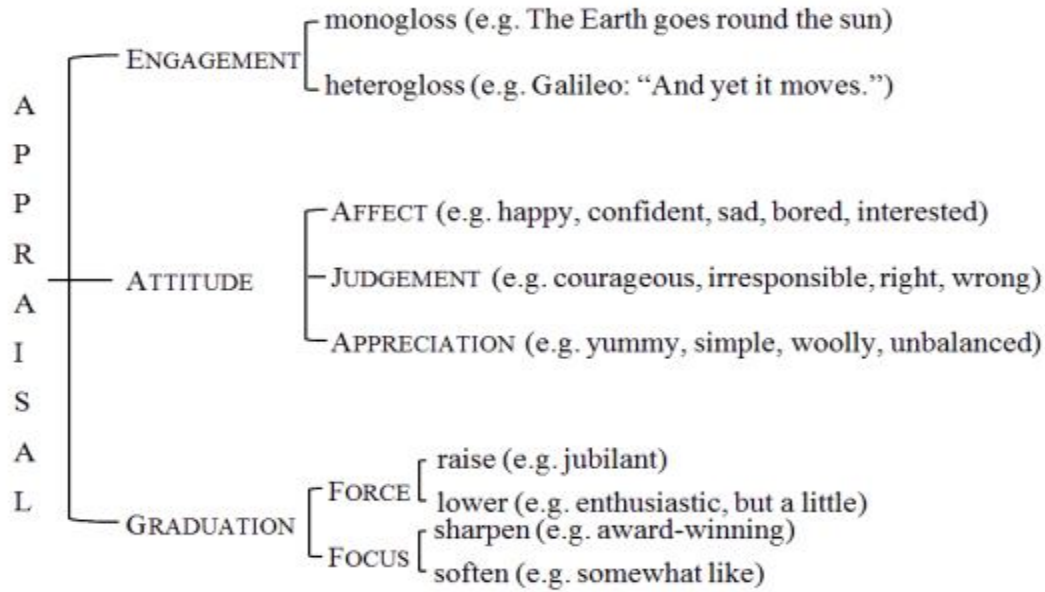 APPRAISAL
ENGAGEMENT
monogloss (e.g. The Earth goes round the sun)
heterogloss (e.g. Galileo: “And yet it moves.”)
ATTITUDE
AFFECT (e.g. happy, confident, sad, bored, interested)
JUDGEMENT (e.g. courageous, irresponsible, right, wrong)
APPRECIATION (e.g. yummy, simple, woolly, unbalanced)
GRADUATION
FORCE
raise (e.g. jubilant)
lower (e.g. enthusiastic, but a little)
FOCUS
sharpen (e.g. award-winning)
soften (e.g. somewhat like)